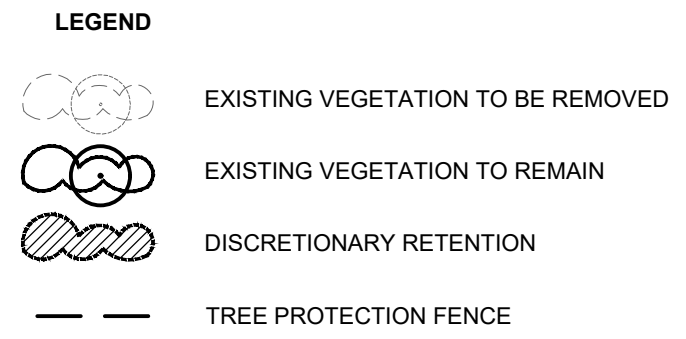 LEGEND
EXISTING VEGETATION TO BE REMOVED
EXISTING VEGETATION TO REMAIN
DISCRETIONARY RETENTION
TREE PROTECTION FENCE